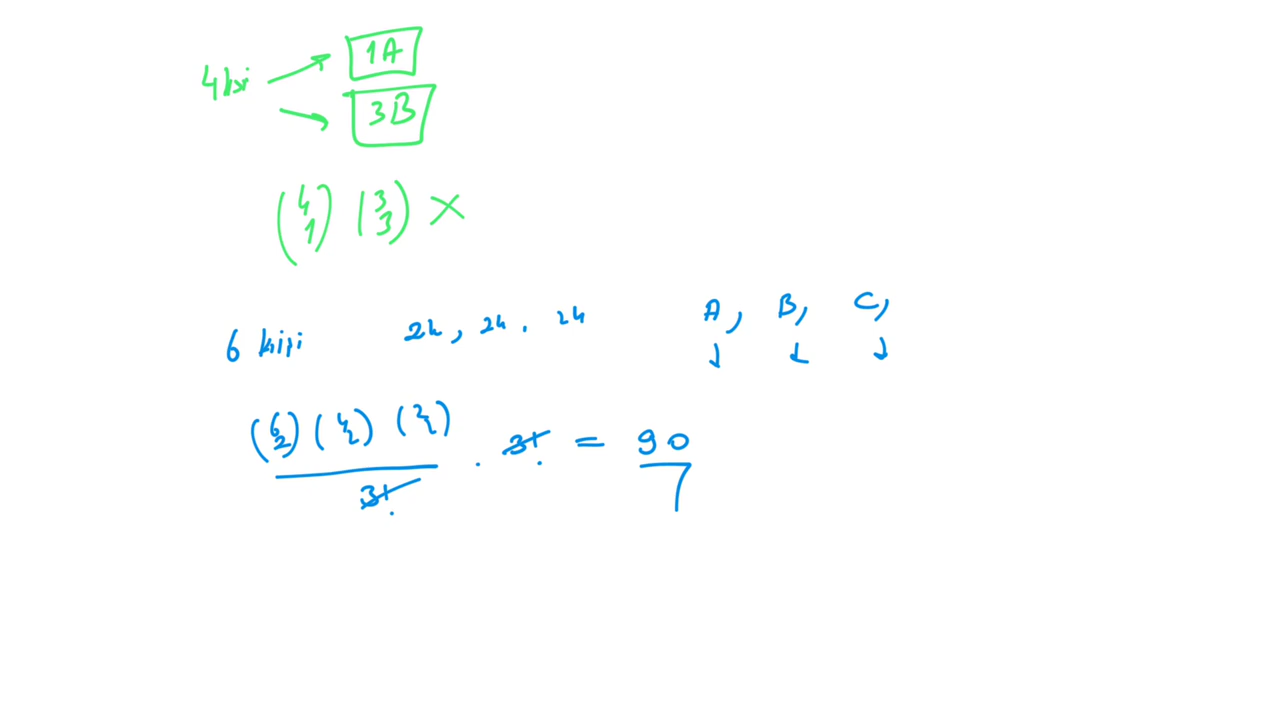 4 kişi → 1A
→ 3B
(4 1) (3 3) ×
6 kişi 2k, 2k, 2k A, B, C,
↓ ↓ ↓
(6 2) (4 2) (2 2) / 3! · 3! = 90